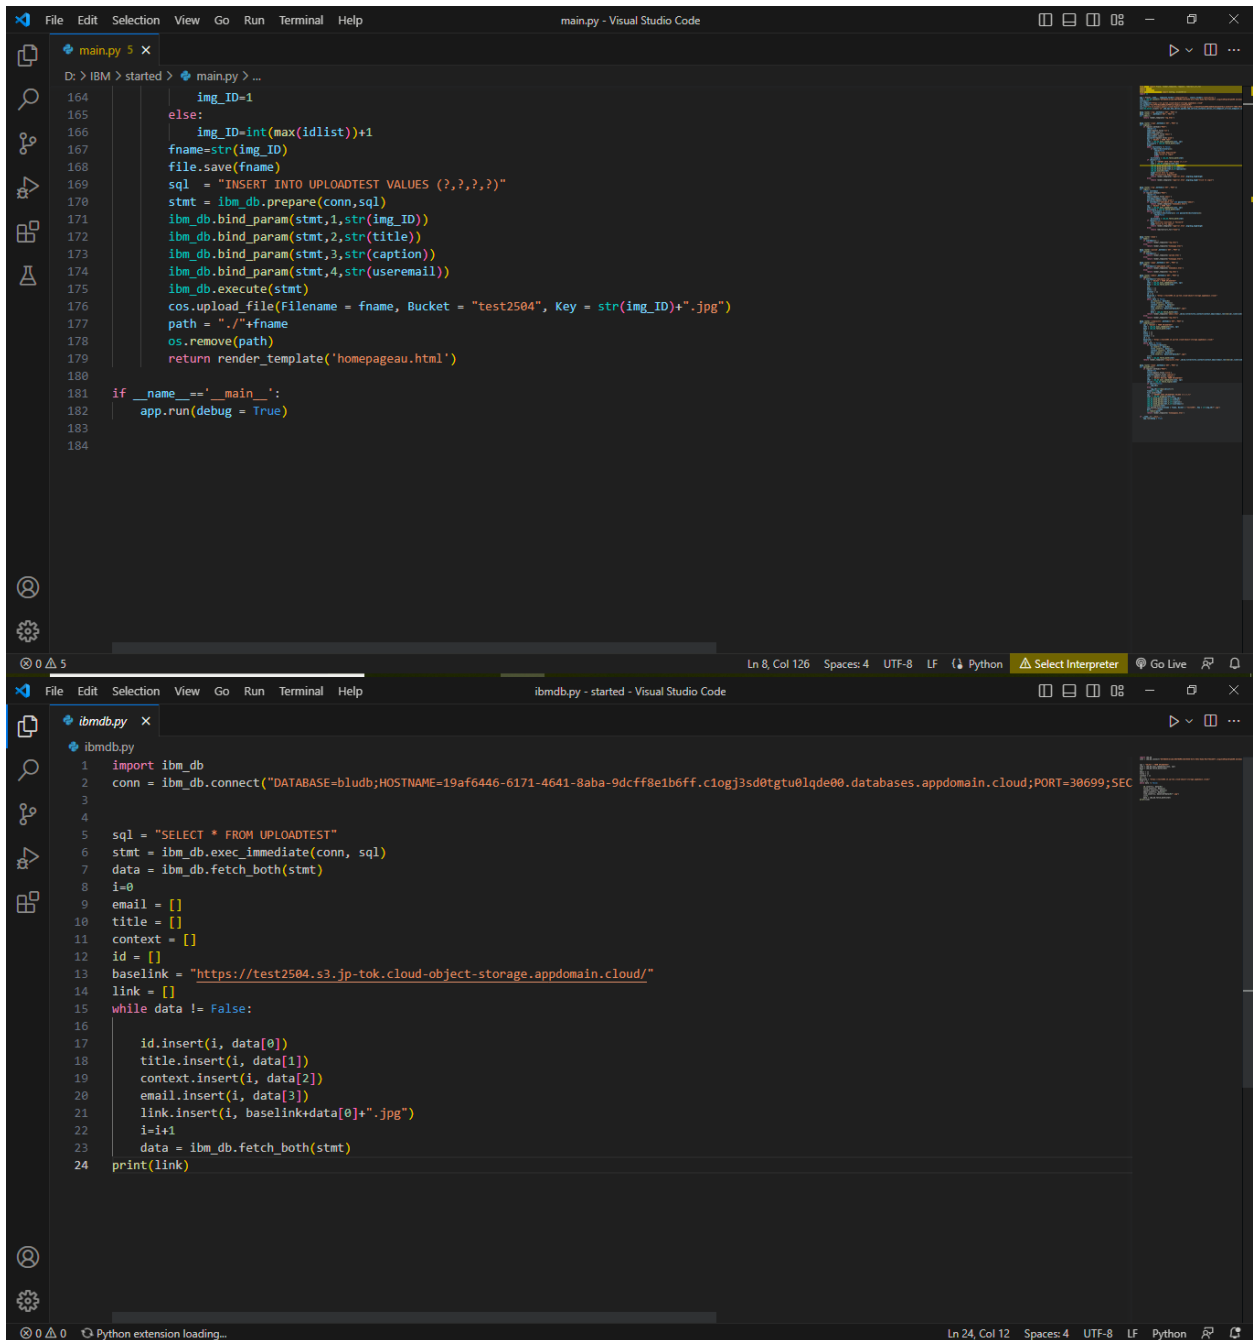 File Edit Selection View Go Run Terminal Help main.py - Visual Studio Code
main.py 5
D: > IBM > started > main.py > ...
164 img_ID=1
165 else:
166 img_ID=int(max(idlist))+1
167 fname=str(img_ID)
168 file.save(fname)
169 sql = "INSERT INTO UPLOADTEST VALUES (?,?,?,?)"
170 stmt = ibm_db.prepare(conn,sql)
171 ibm_db.bind_param(stmt,1,str(img_ID))
172 ibm_db.bind_param(stmt,2,str(title))
173 ibm_db.bind_param(stmt,3,str(caption))
174 ibm_db.bind_param(stmt,4,str(useremail))
175 ibm_db.execute(stmt)
176 cos.upload_file(Filename = fname, Bucket = "test2504", Key = str(img_ID)+".jpg")
177 path = "./"+fname
178 os.remove(path)
179 return render_template('homepageau.html')
180
181 if __name__=='__main__':
182 app.run(debug = True)
183
184
0 5 Ln 8, Col 126 Spaces: 4 UTF-8 LF Python Select Interpreter Go Live
File Edit Selection View Go Run Terminal Help ibmdb.py - started - Visual Studio Code
ibmdb.py
ibmdb.py
1 import ibm_db
2 conn = ibm_db.connect("DATABASE=bludb;HOSTNAME=19af6446-6171-4641-8aba-9dcff8e1b6ff.c1ogj3sd0tgtu0lqde00.databases.appdomain.cloud;PORT=30699;SEC
3
4
5 sql = "SELECT * FROM UPLOADTEST"
6 stmt = ibm_db.exec_immediate(conn, sql)
7 data = ibm_db.fetch_both(stmt)
8 i=0
9 email = []
10 title = []
11 context = []
12 id = []
13 baselink = "https://test2504.s3.jp-tok.cloud-object-storage.appdomain.cloud/"
14 link = []
15 while data != False:
16
17 id.insert(i, data[0])
18 title.insert(i, data[1])
19 context.insert(i, data[2])
20 email.insert(i, data[3])
21 link.insert(i, baselink+data[0]+".jpg")
22 i=i+1
23 data = ibm_db.fetch_both(stmt)
24 print(link)
0 0 Python extension loading... Ln 24, Col 12 Spaces: 4 UTF-8 LF Python